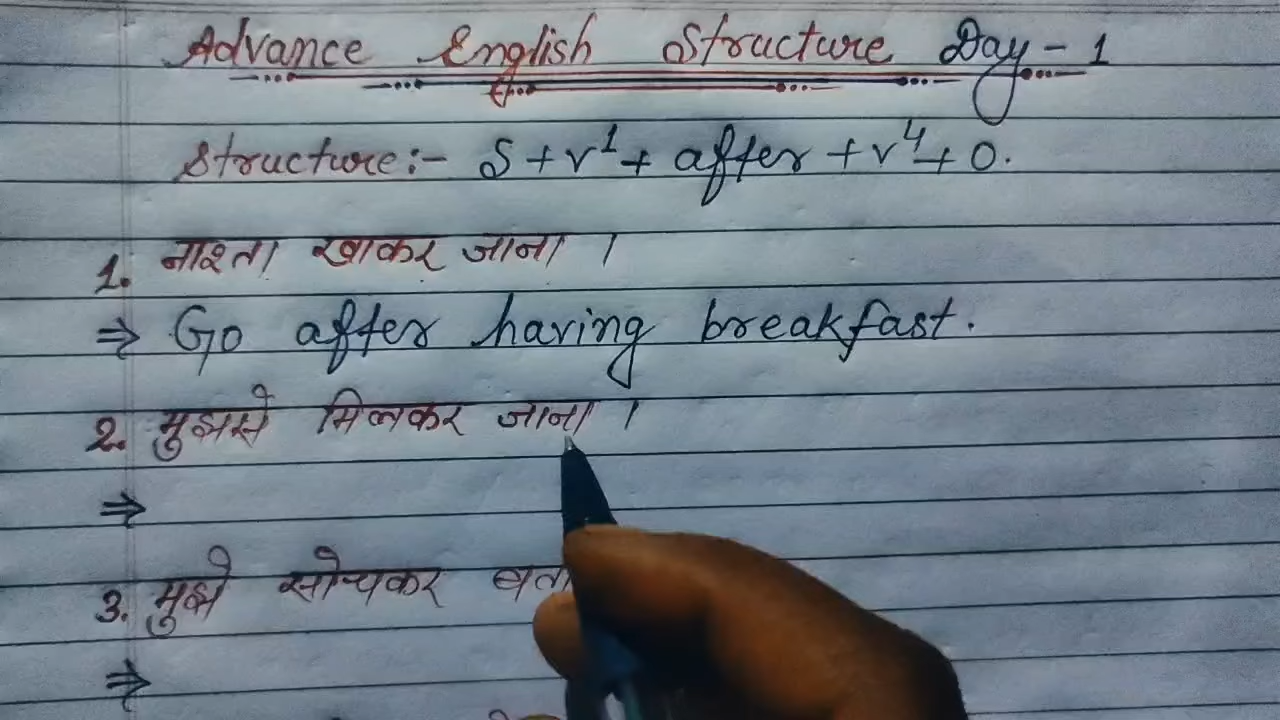 Advance English Structure Day - 1
Structure:- S + v¹ + after + v⁴ + O.
1. नाश्ता खाकर जाना ।
⇒ Go after having breakfast.
2. मुझसे मिलकर जाना ।
⇒
3. मुझे सोचकर
⇒